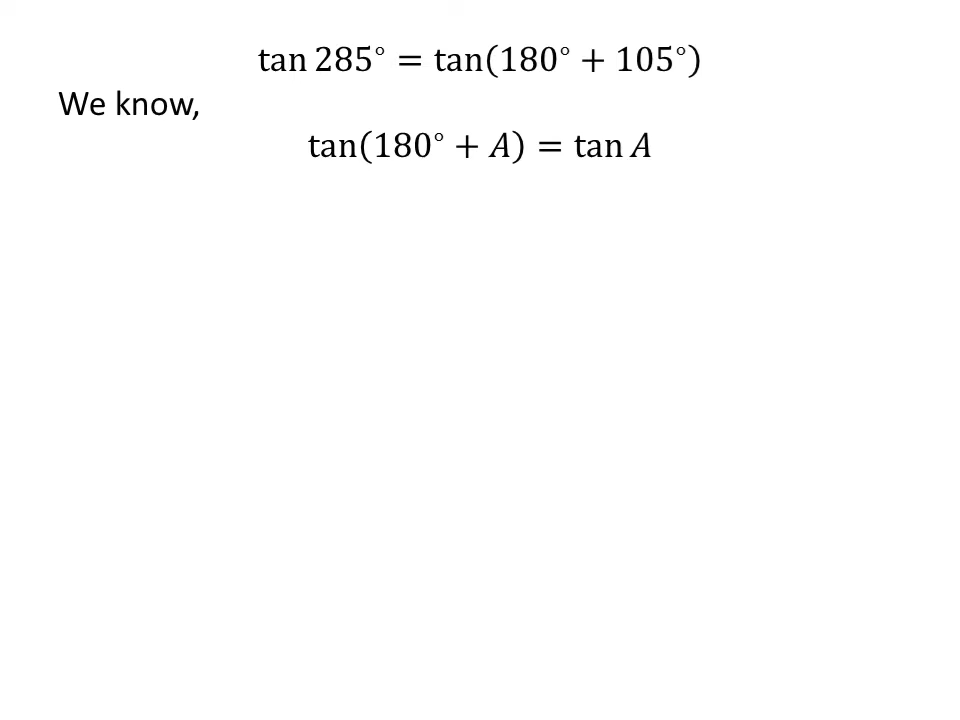 tan 285° = tan(180° + 105°)
We know,
tan(180° + A) = tan A